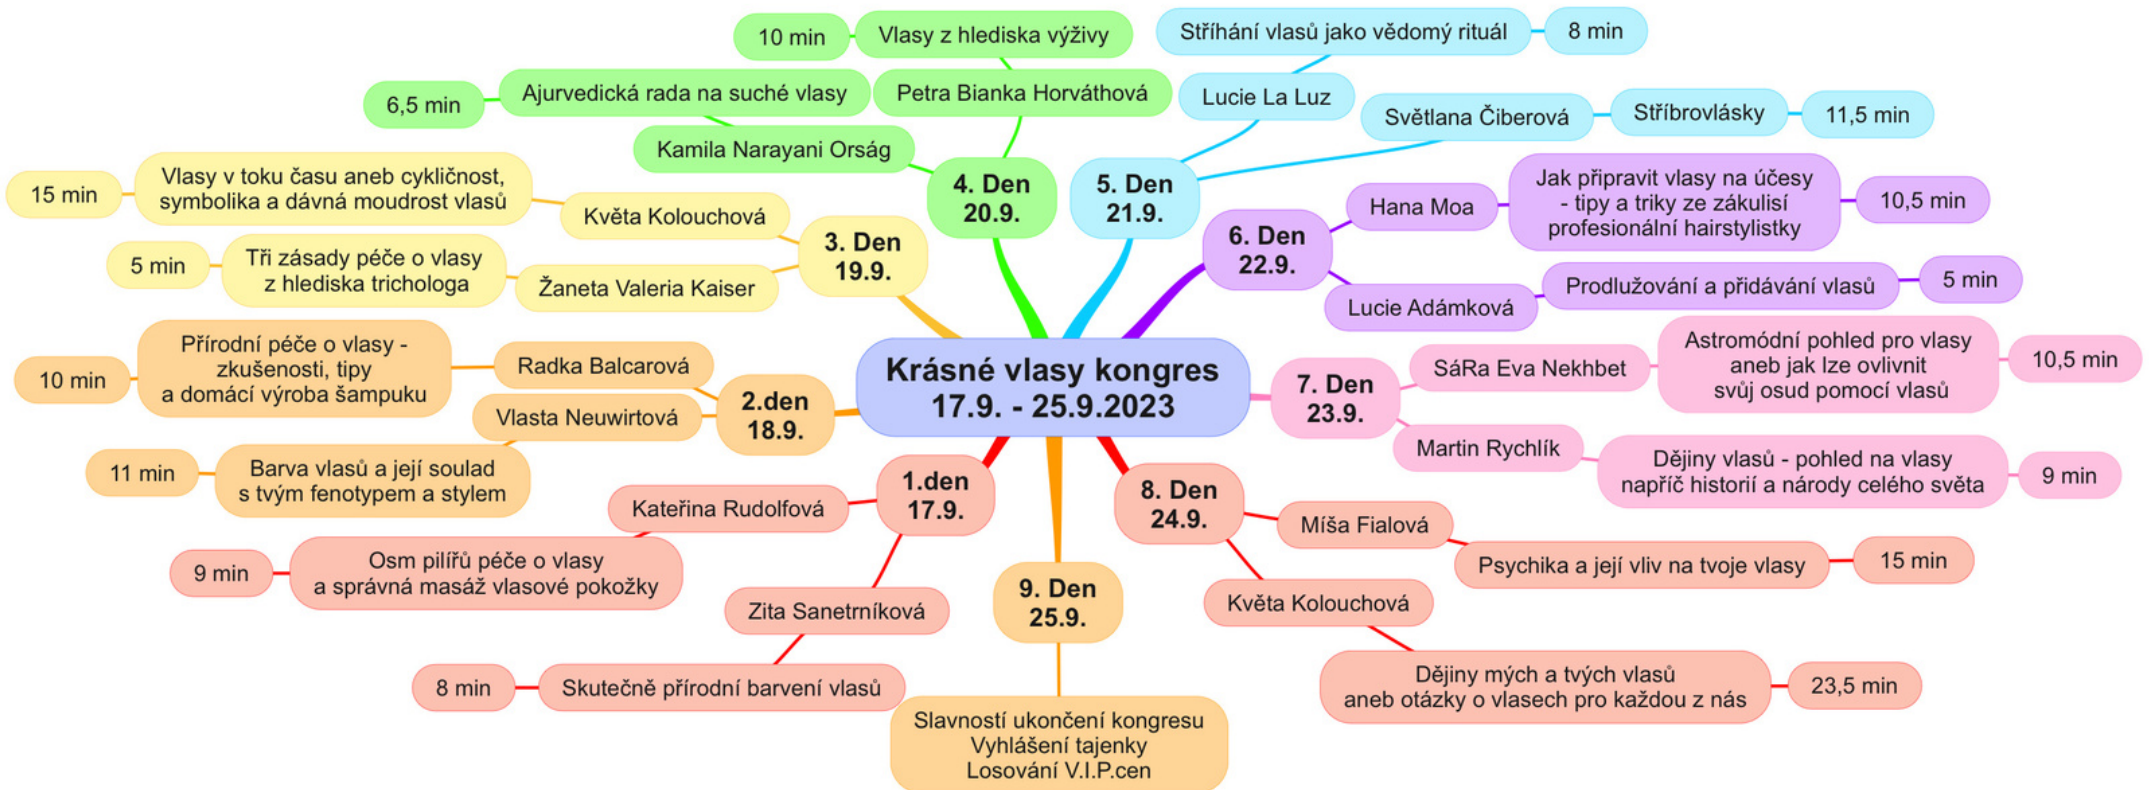 Krásné vlasy kongres
17.9. - 25.9.2023
1.den
17.9.
Kateřina Rudolfová
Osm pilířů péče o vlasy
a správná masáž vlasové pokožky
9 min
Zita Sanetrníková
Skutečně přírodní barvení vlasů
8 min
2.den
18.9.
Radka Balcarová
Přírodní péče o vlasy -
zkušenosti, tipy
a domácí výroba šampuku
10 min
Vlasta Neuwirtová
Barva vlasů a její soulad
s tvým fenotypem a stylem
11 min
3. Den
19.9.
Květa Kolouchová
Vlasy v toku času aneb cykličnost,
symbolika a dávná moudrost vlasů
15 min
Žaneta Valeria Kaiser
Tři zásady péče o vlasy
z hlediska trichologa
5 min
4. Den
20.9.
Petra Bianka Horváthová
Vlasy z hlediska výživy
10 min
Kamila Narayani Orság
Ajurvedická rada na suché vlasy
6,5 min
5. Den
21.9.
Lucie La Luz
Stříhání vlasů jako vědomý rituál
8 min
Světlana Čiberová
Stříbrovlásky
11,5 min
6. Den
22.9.
Hana Moa
Jak připravit vlasy na účesy
- tipy a triky ze zákulisí
profesionální hairstylistky
10,5 min
Lucie Adámková
Prodlužování a přidávání vlasů
5 min
7. Den
23.9.
SáRa Eva Nekhbet
Astromódní pohled pro vlasy
aneb jak lze ovlivnit
svůj osud pomocí vlasů
10,5 min
Martin Rychlík
Dějiny vlasů - pohled na vlasy
napříč historií a národy celého světa
9 min
8. Den
24.9.
Míša Fialová
Psychika a její vliv na tvoje vlasy
15 min
Květa Kolouchová
Dějiny mých a tvých vlasů
aneb otázky o vlasech pro každou z nás
23,5 min
9. Den
25.9.
Slavností ukončení kongresu
Vyhlášení tajenky
Losování V.I.P.cen